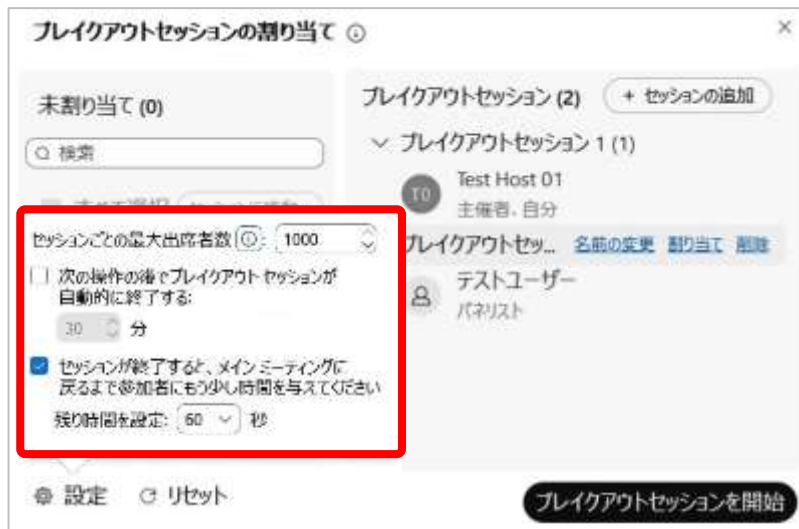 ブレイクアウトセッションの割り当て
未割り当て (0)
検索
ブレイクアウトセッション (2)
+ セッションの追加
ブレイクアウトセッション 1 (1)
T0
Test Host 01
主催者、自分
ブレイクアウトセッ... 名前の変更 割り当て 削除
テストユーザー
パネリスト
セッションごとの最大出席者数 : 1000
次の操作の後でブレイクアウト セッションが
自動的に終了する:
30 分
セッションが終了すると、メイン ミーティングに
戻るまで参加者にもう少し時間を与えてください
残り時間を設定: 60 秒
設定 リセット
ブレイクアウトセッションを開始